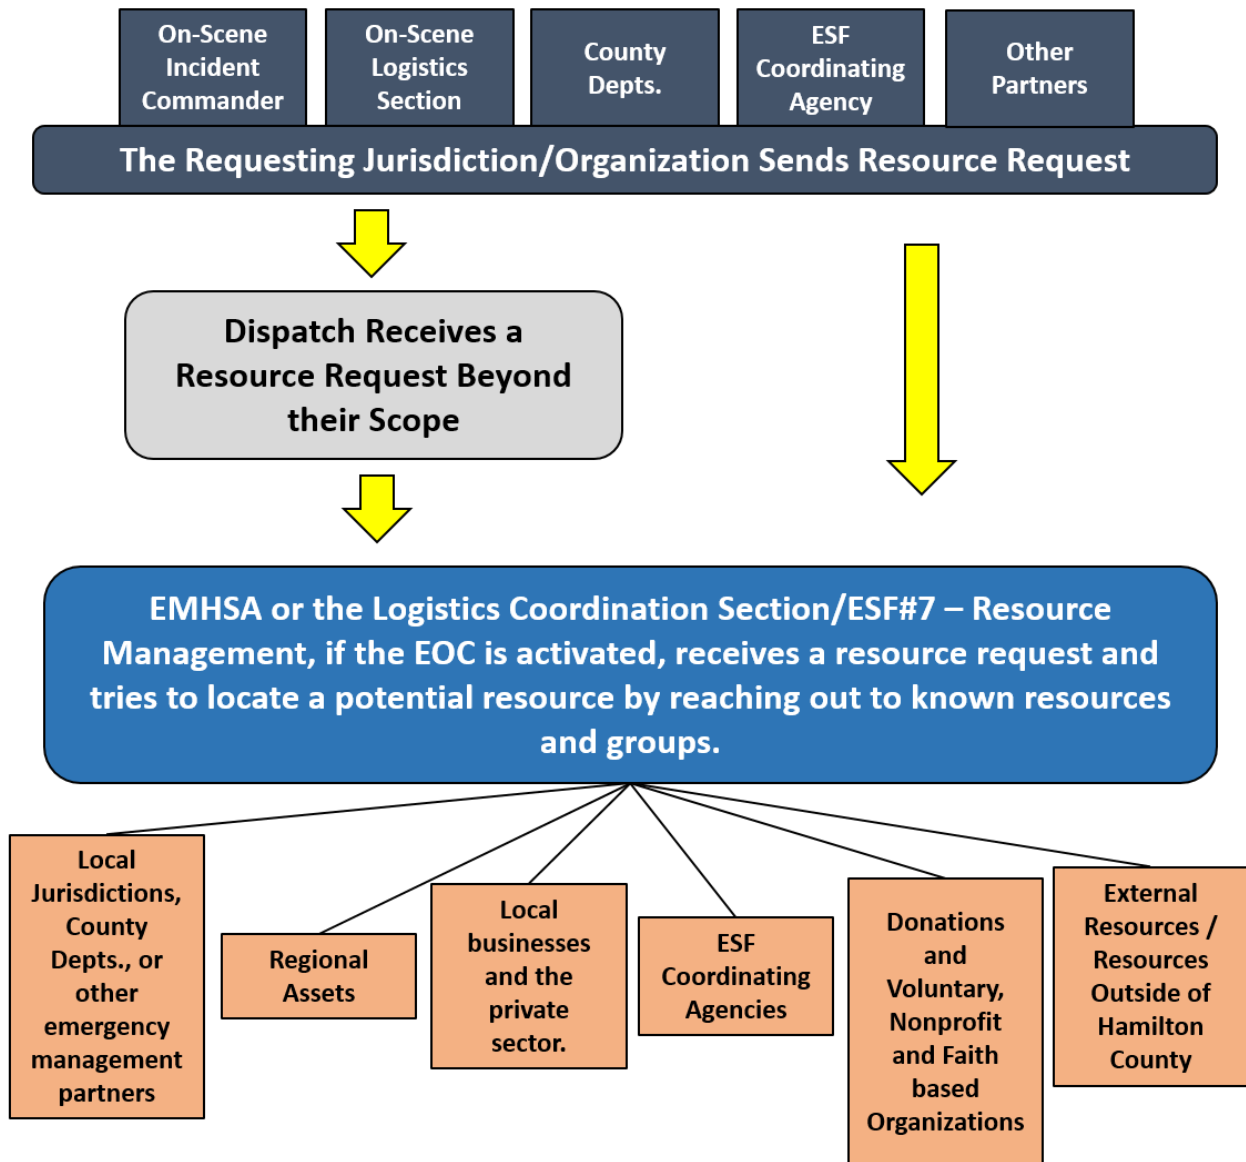 On-Scene
Incident
Commander
On-Scene
Logistics
Section
County
Depts.
ESF
Coordinating
Agency
Other
Partners
The Requesting Jurisdiction/Organization Sends Resource Request
Dispatch Receives a
Resource Request Beyond
their Scope
EMHSA or the Logistics Coordination Section/ESF#7 – Resource
Management, if the EOC is activated, receives a resource request and
tries to locate a potential resource by reaching out to known resources
and groups.
Local
Jurisdictions,
County
Depts., or
other
emergency
management
partners
Regional
Assets
Local
businesses
and the
private
sector.
ESF
Coordinating
Agencies
Donations
and
Voluntary,
Nonprofit
and Faith
based
Organizations
External
Resources /
Resources
Outside of
Hamilton
County